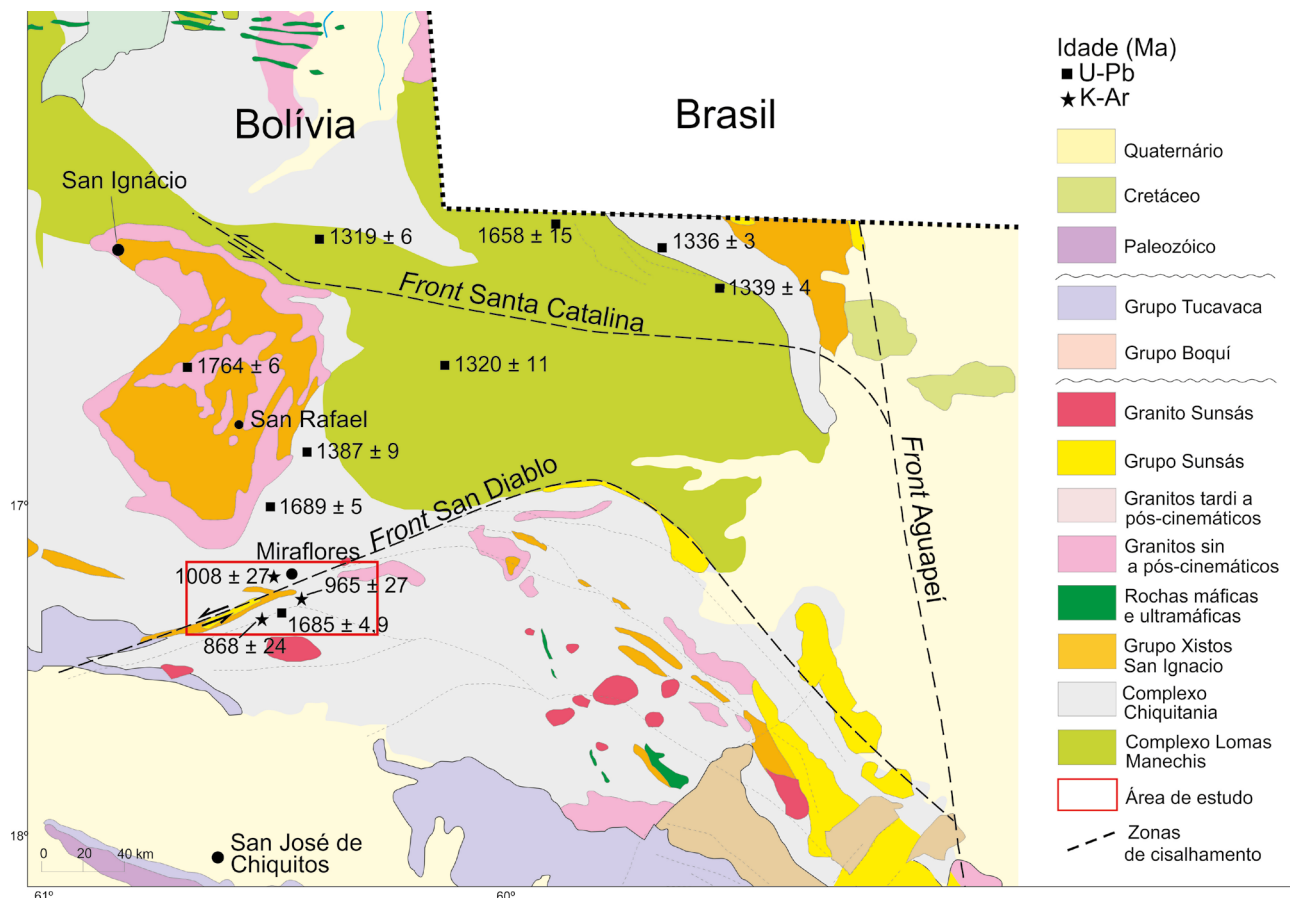 Bolívia
Brasil
San Ignácio
1319 ± 6
1658 ± 15
1336 ± 3
1339 ± 4
Front Santa Catalina
1764 ± 6
1320 ± 11
San Rafael
1387 ± 9
Front Aguapeí
17º
1689 ± 5
Front San Diablo
Miraflores
1008 ± 27
965 ± 27
1685 ± 4,9
868 ± 24
18º
San José de
Chiquitos
0 20 40 km
61º
60º
Idade (Ma)
U-Pb
K-Ar
Quaternário
Cretáceo
Paleozóico
Grupo Tucavaca
Grupo Boquí
Granito Sunsás
Grupo Sunsás
Granitos tardi a
pós-cinemáticos
Granitos sin
a pós-cinemáticos
Rochas máficas
e ultramáficas
Grupo Xistos
San Ignacio
Complexo
Chiquitania
Complexo Lomas
Manechis
Área de estudo
Zonas
de cisalhamento